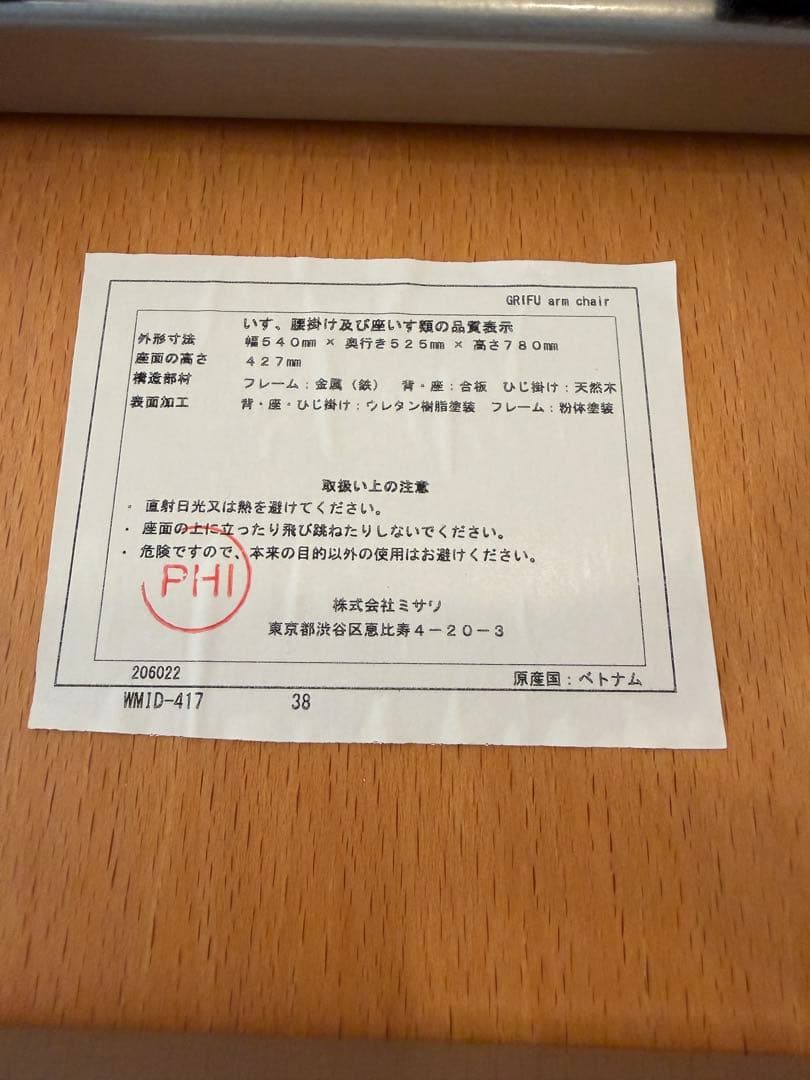 GRIFU arm chair
いす、腰掛け及び座いす類の品質表示
外形寸法 幅540mm × 奥行き525mm × 高さ780mm
座面の高さ 427mm
構造部材 フレーム：金属（鉄） 背・座：合板 ひじ掛け：天然木
表面加工 背・座・ひじ掛け：ウレタン樹脂塗装 フレーム：粉体塗装
取扱い上の注意
・ 直射日光又は熱を避けてください。
・ 座面の上に立ったり飛び跳ねたりしないでください。
・ 危険ですので、本来の目的以外の使用はお避けください。
PHI
株式会社ミサワ
東京都渋谷区恵比寿4－20－3
206022 原産国：ベトナム
WMID-417 38